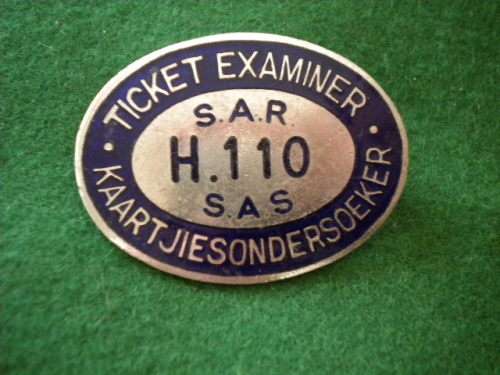 · TICKET EXAMINER ·
S.A.R.
H.110
S.A.S
KAARTJIESONDERSOEKER